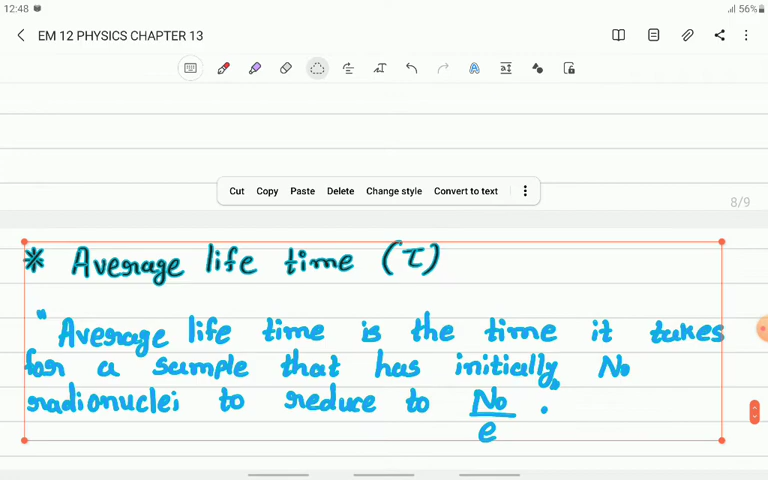 12:48
56%
EM 12 PHYSICS CHAPTER 13
Cut Copy Paste Delete Change style Convert to text
8/9
* Average life time (τ)
" Average life time is the time it takes
for a sample that has initially N₀
radionuclei to reduce to N₀/e . "